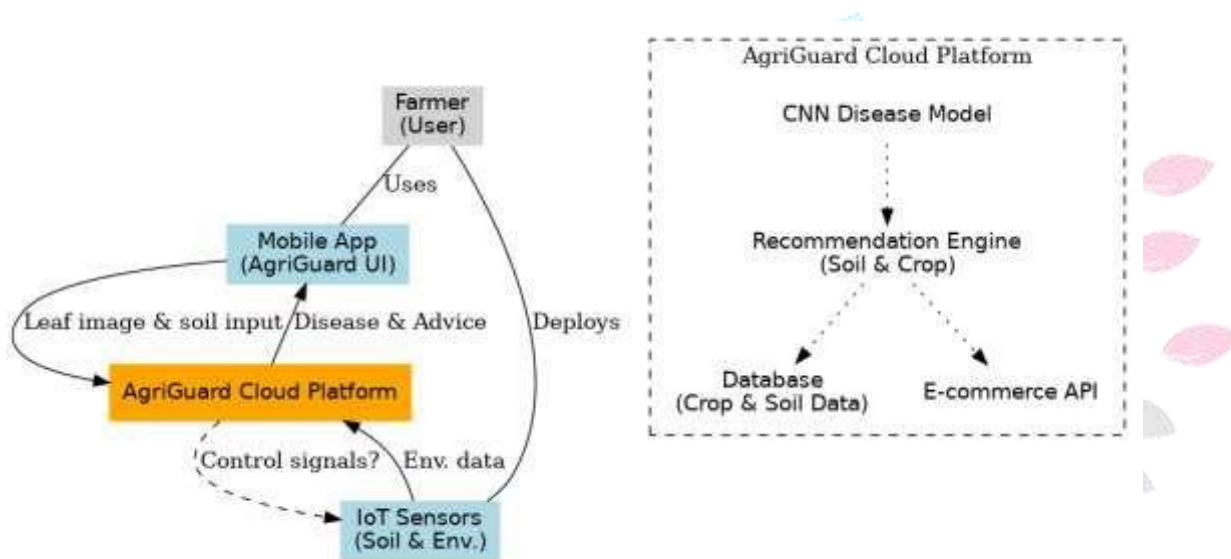 Farmer
(User)
Uses
Mobile App
(AgriGuard UI)
Leaf image & soil input
Disease & Advice
Deploys
AgriGuard Cloud Platform
Control signals?
Env. data
IoT Sensors
(Soil & Env.)
AgriGuard Cloud Platform
CNN Disease Model
Recommendation Engine
(Soil & Crop)
Database
(Crop & Soil Data)
E-commerce API